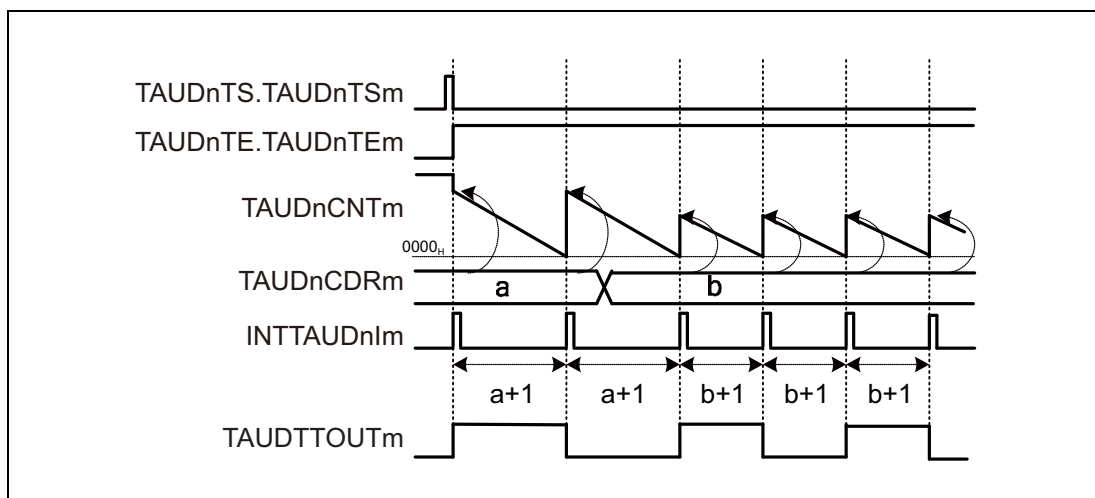 TAUDnTS.TAUDnTSm
TAUDnTE.TAUDnTEm
TAUDnCNTm
0000H
TAUDnCDRm
a
b
INTTAUDnIm
a+1
a+1
b+1
b+1
b+1
TAUDTTOUTm